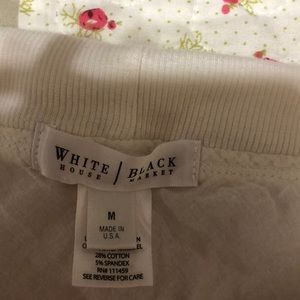 WHITE HOUSE | BLACK MARKET
M
MADE IN
U.S.A.
28% COTTON
5% SPANDEX
RN# 111459
SEE REVERSE FOR CARE